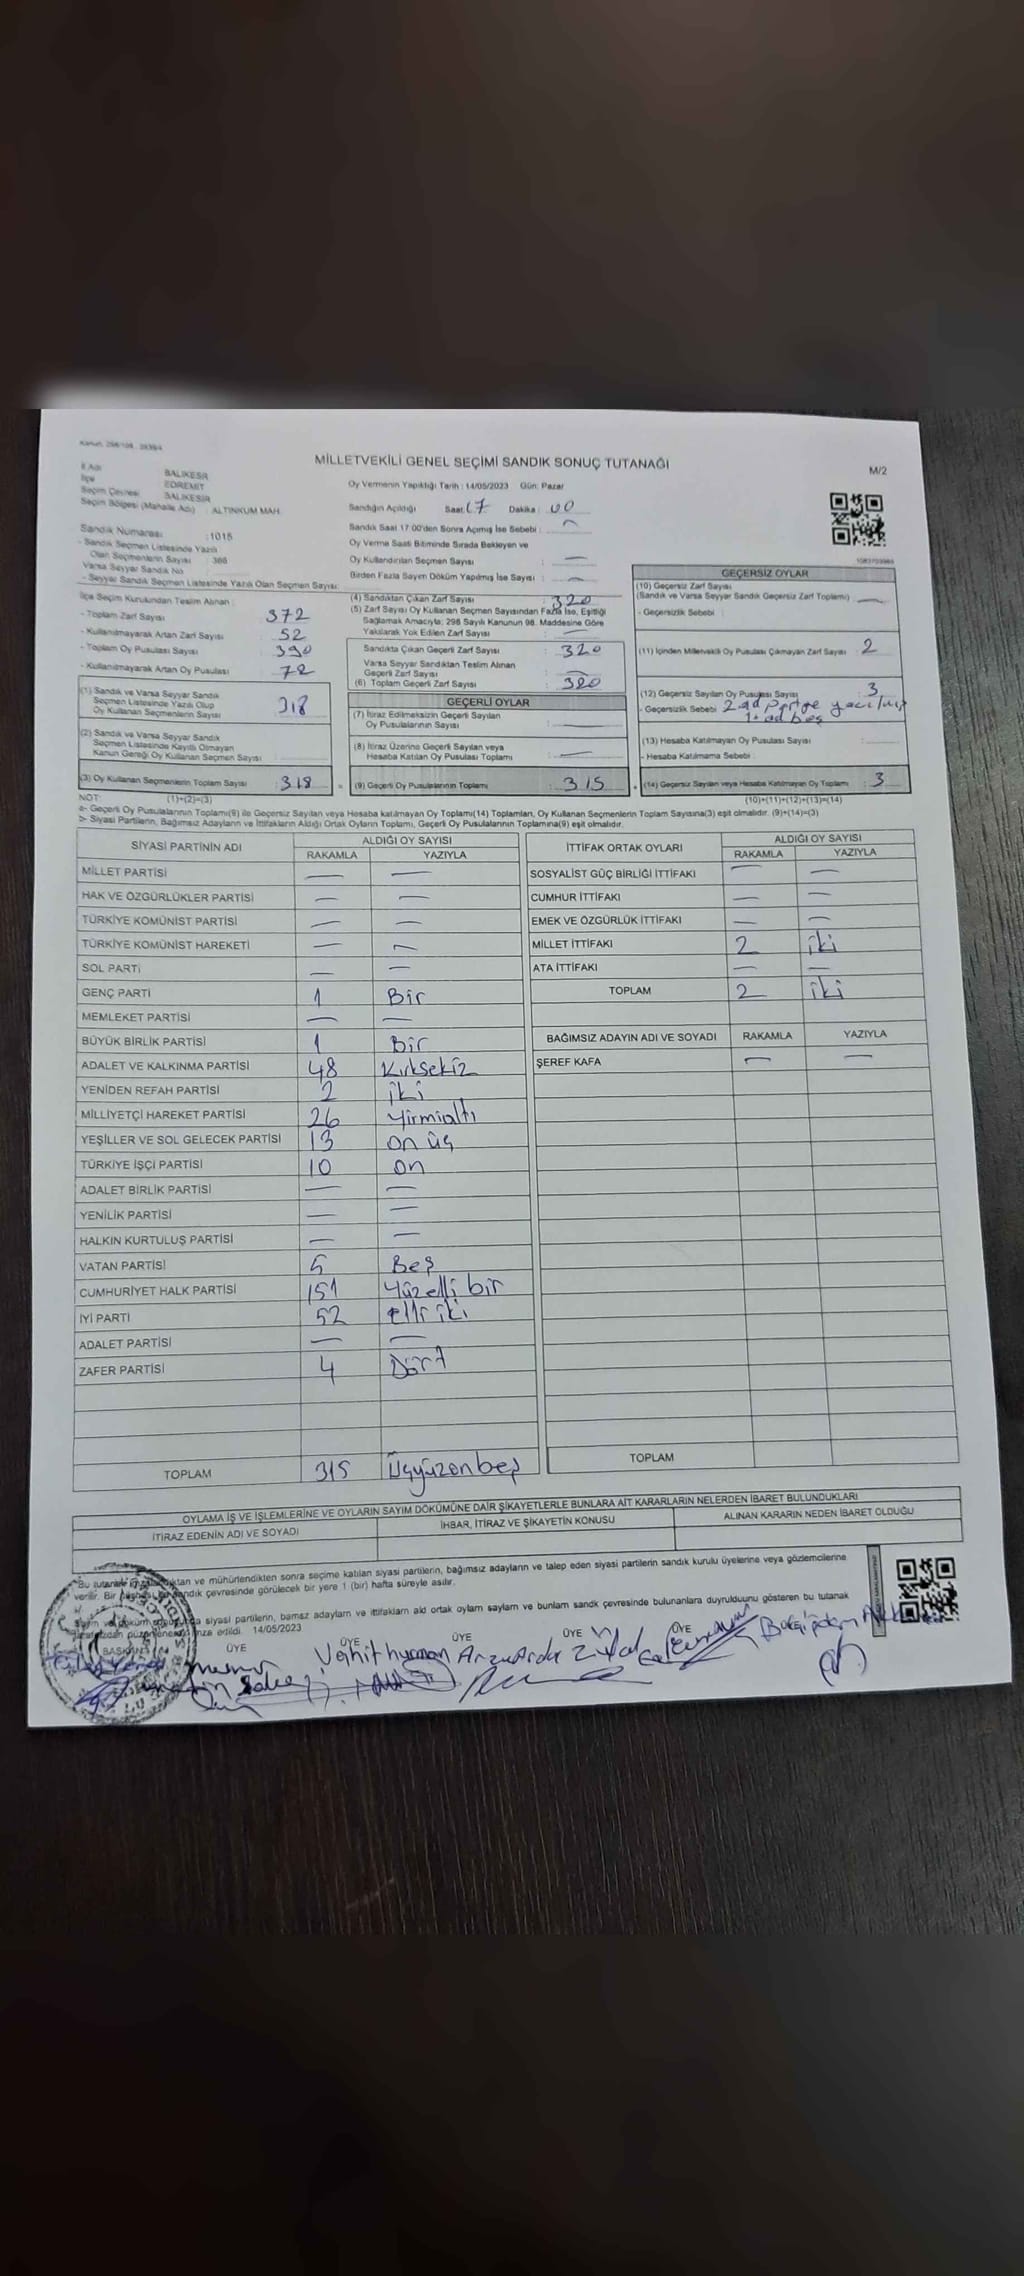 MİLLETVEKİLİ GENEL SEÇİMİ SANDIK SONUÇ TUTANAĞI
M/2
İl Adı BALIKESİR
İlçe EDREMİT
Seçim Çevresi BALIKESİR
Seçim Bölgesi (Mahalle Adı) : ALTINKUM MAH.
Oy Vermenin Yapıldığı Tarih : 14/05/2023 Gün: Pazar
Sandığın Açıldığı Saat: 17 Dakika : 00
Sandık Saat 17:00'den Sonra Açılmış İse Sebebi :
Oy Verme Saati Bitiminde Sırada Bekleyen ve
Oy Kullandırılan Seçmen Sayısı : —
Birden Fazla Sayım Döküm Yapılmış İse Sayısı : —
Sandık Numarası : 1015
- Sandık Seçmen Listesinde Yazılı
Olan Seçmenlerin Sayısı : 366
Varsa Seyyar Sandık No
- Seyyar Sandık Seçmen Listesinde Yazılı Olan Seçmen Sayısı:
İlçe Seçim Kurulundan Teslim Alınan :
- Toplam Zarf Sayısı : 372
- Kullanılmayarak Artan Zarf Sayısı : 52
- Toplam Oy Pusulası Sayısı : 390
- Kullanılmayarak Artan Oy Pusulası : 72
(1) Sandık ve Varsa Seyyar Sandık
Seçmen Listesinde Yazılı Olup
Oy Kullanan Seçmenlerin Sayısı : 318
(2) Sandık ve Varsa Seyyar Sandık
Seçmen Listesinde Kayıtlı Olmayan
Kanun Gereği Oy Kullanan Seçmen Sayısı :
(3) Oy Kullanan Seçmenlerin Toplam Sayısı : 318
(4) Sandıktan Çıkan Zarf Sayısı : 320
(5) Zarf Sayısı Oy Kullanan Seçmen Sayısından Fazla İse, Eşitliği
Sağlamak Amacıyla; 298 Sayılı Kanunun 98. Maddesine Göre
Yakılarak Yok Edilen Zarf Sayısı : —
Sandıkta Çıkan Geçerli Zarf Sayısı : 320
Varsa Seyyar Sandıktan Teslim Alınan
Geçerli Zarf Sayısı : —
(6) Toplam Geçerli Zarf Sayısı : 320
GEÇERLİ OYLAR
(7) İtiraz Edilmeksizin Geçerli Sayılan
Oy Pusulalarının Sayısı : —
(8) İtiraz Üzerine Geçerli Sayılan veya
Hesaba Katılan Oy Pusulası Toplamı : —
(9) Geçerli Oy Pusulalarının Toplamı : 315
GEÇERSİZ OYLAR
(10) Geçersiz Zarf Sayısı
(Sandık ve Varsa Seyyar Sandık Geçersiz Zarf Toplamı) : —
- Geçersizlik Sebebi :
(11) İçinden Milletvekili Oy Pusulası Çıkmayan Zarf Sayısı : 2
(12) Geçersiz Sayılan Oy Pusulası Sayısı : 3
- Geçersizlik Sebebi 2 ad
1 ad boş
(13) Hesaba Katılmayan Oy Pusulası Sayısı :
- Hesaba Katılmama Sebebi :
(14) Geçersiz Sayılan veya Hesaba Katılmayan Oy Toplamı : 3
NOT: (1)+(2)=(3) (10)+(11)+(12)+(13)=(14)
a- Geçerli Oy Pusulalarının Toplamı(9) ile Geçersiz Sayılan veya Hesaba katılmayan Oy Toplamı(14) Toplamları, Oy Kullanan Seçmenlerin Toplam Sayısına(3) eşit olmalıdır. (9)+(14)=(3)
b- Siyasi Partilerin, Bağımsız Adayların ve İttifakların Aldığı Ortak Oyların Toplamı, Geçerli Oy Pusulalarının Toplamına(9) eşit olmalıdır.
SİYASİ PARTİNİN ADI ALDIĞI OY SAYISI
RAKAMLA YAZIYLA
MİLLET PARTİSİ — —
HAK VE ÖZGÜRLÜKLER PARTİSİ — —
TÜRKİYE KOMÜNİST PARTİSİ — —
TÜRKİYE KOMÜNİST HAREKETİ — —
SOL PARTİ — —
GENÇ PARTİ 1 Bir
MEMLEKET PARTİSİ — —
BÜYÜK BİRLİK PARTİSİ 1 Bir
ADALET VE KALKINMA PARTİSİ 48 Kırksekiz
YENİDEN REFAH PARTİSİ 2 iki
MİLLİYETÇİ HAREKET PARTİSİ 26 yirmialtı
YEŞİLLER VE SOL GELECEK PARTİSİ 13 on üç
TÜRKİYE İŞÇİ PARTİSİ 10 on
ADALET BİRLİK PARTİSİ — —
YENİLİK PARTİSİ — —
HALKIN KURTULUŞ PARTİSİ — —
VATAN PARTİSİ 5 Beş
CUMHURİYET HALK PARTİSİ 151 Yüzelli bir
İYİ PARTİ 52 elli iki
ADALET PARTİSİ — —
ZAFER PARTİSİ 4 Dört
TOPLAM 315 Üçyüzonbeş
İTTİFAK ORTAK OYLARI ALDIĞI OY SAYISI
RAKAMLA YAZIYLA
SOSYALİST GÜÇ BİRLİĞİ İTTİFAKI — —
CUMHUR İTTİFAKI — —
EMEK VE ÖZGÜRLÜK İTTİFAKI — —
MİLLET İTTİFAKI 2 iki
ATA İTTİFAKI — —
TOPLAM 2 iki
BAĞIMSIZ ADAYIN ADI VE SOYADI RAKAMLA YAZIYLA
ŞEREF KAFA — —
TOPLAM
OYLAMA İŞ VE İŞLEMLERİNE VE OYLARIN SAYIM DÖKÜMÜNE DAİR ŞİKAYETLERLE BUNLARA AİT KARARLARIN NELERDEN İBARET BULUNDUKLARI
İTİRAZ EDENİN ADI VE SOYADI İHBAR, İTİRAZ VE ŞİKAYETİN KONUSU ALINAN KARARIN NEDEN İBARET OLDUĞU
Bu tutanak ve mühürlendikten sonra seçime katılan siyasi partilerin, bağımsız adayların ve talep eden siyasi partilerin sandık kurulu üyelerine veya gözlemcilerine
verilir. Bir sandık çevresinde görülecek bir yere 1 (bir) hafta süreyle asılır.
siyasi partilerin, adayların ve ittifakların ortak sandık çevresinde bulunanlara duyrulduunu gösteren bu tutanak
imza edildi. 14/05/2023
BAŞKAN ÜYE ÜYE ÜYE ÜYE ÜYE